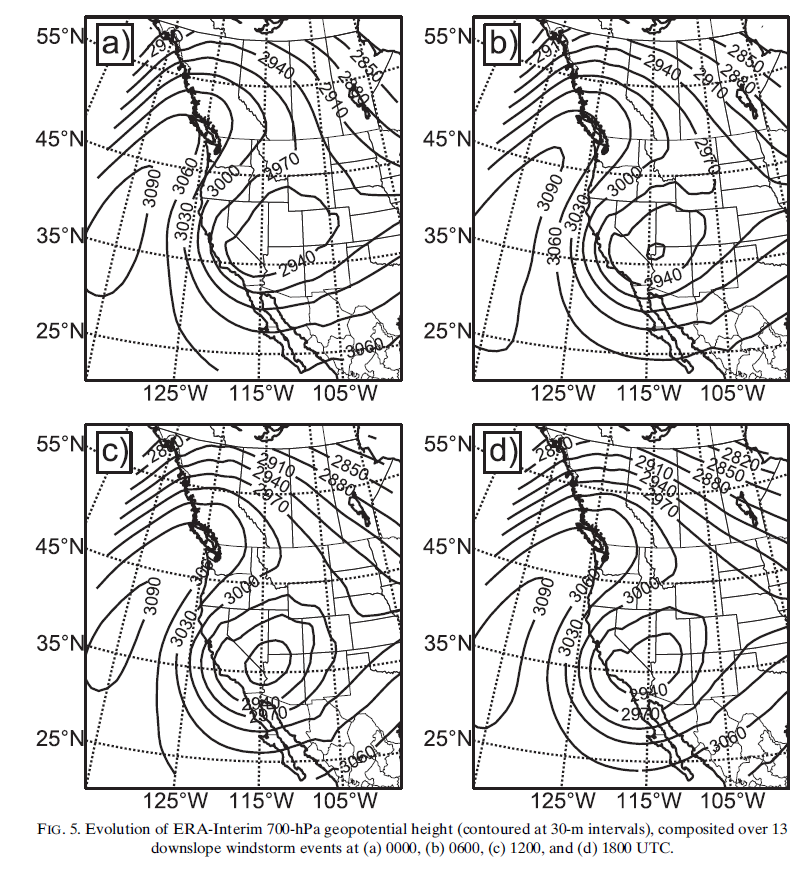 a)
55°N
45°N
35°N
25°N
125°W 115°W 105°W
2940
2850
2880
2940
2970
3000
3060
3090
3030
2940
3060
b)
55°N
45°N
35°N
25°N
125°W 115°W 105°W
2940
2850
2880
2970
2970
3000
3090
3030
3060
2940
c)
55°N
45°N
35°N
25°N
125°W 115°W 105°W
2910
2940
2970
2850
2880
3000
3090
3030
2940
2970
3060
d)
55°N
45°N
35°N
25°N
125°W 115°W 105°W
2910
2940
2970
2820
2850
2880
3060
3000
3090
3030
2940
2970
3060
FIG. 5. Evolution of ERA-Interim 700-hPa geopotential height (contoured at 30-m intervals), composited over 13
downslope windstorm events at (a) 0000, (b) 0600, (c) 1200, and (d) 1800 UTC.